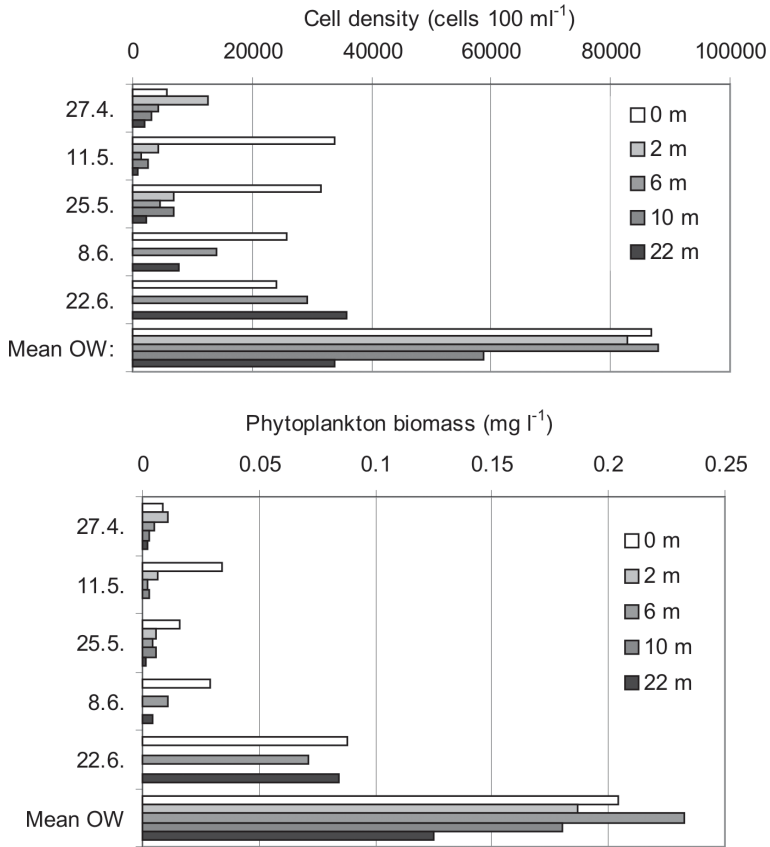 Cell density (cells 100 ml-1)
0 20000 40000 60000 80000 100000
27.4.
11.5.
25.5.
8.6.
22.6.
Mean OW:
0 m
2 m
6 m
10 m
22 m
Phytoplankton biomass (mg l-1)
0 0.05 0.1 0.15 0.2 0.25
27.4.
11.5.
25.5.
8.6.
22.6.
Mean OW
0 m
2 m
6 m
10 m
22 m